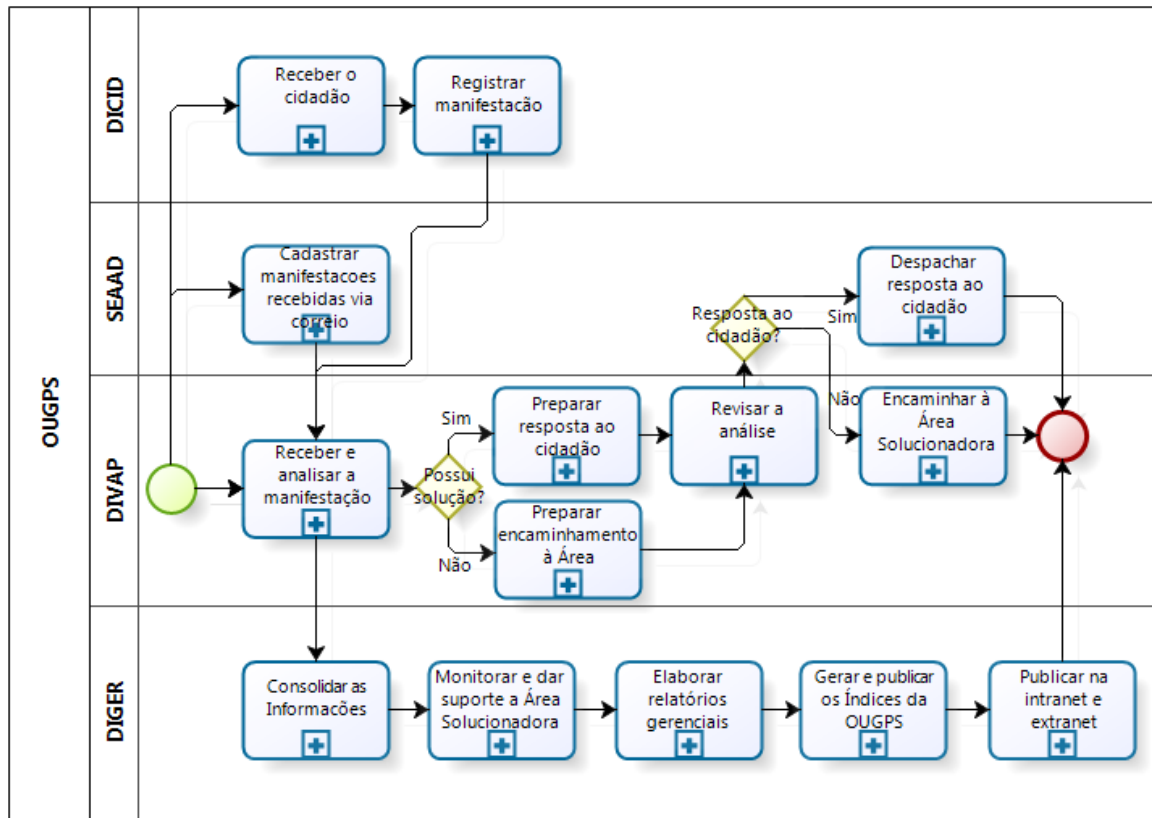 OUGPS
DICID
Receber o
cidadão
Registrar
manifestacão
SEAAD
Cadastrar
manifestacoes
recebidas via
correio
Resposta ao
cidadão?
Sim
Não
Despachar
resposta ao
cidadão
DIVAP
Receber e
analisar a
manifestação
Possui
solução?
Sim
Não
Preparar
resposta ao
cidadão
Preparar
encaminhamento
à Área
Revisar a
análise
Encaminhar à
Área
Solucionadora
DIGER
Consolidar as
Informacões
Monitorar e dar
suporte a Área
Solucionadora
Elaborar
relatórios
gerenciais
Gerar e publicar
os Índices da
OUGPS
Publicar na
intranet e
extranet